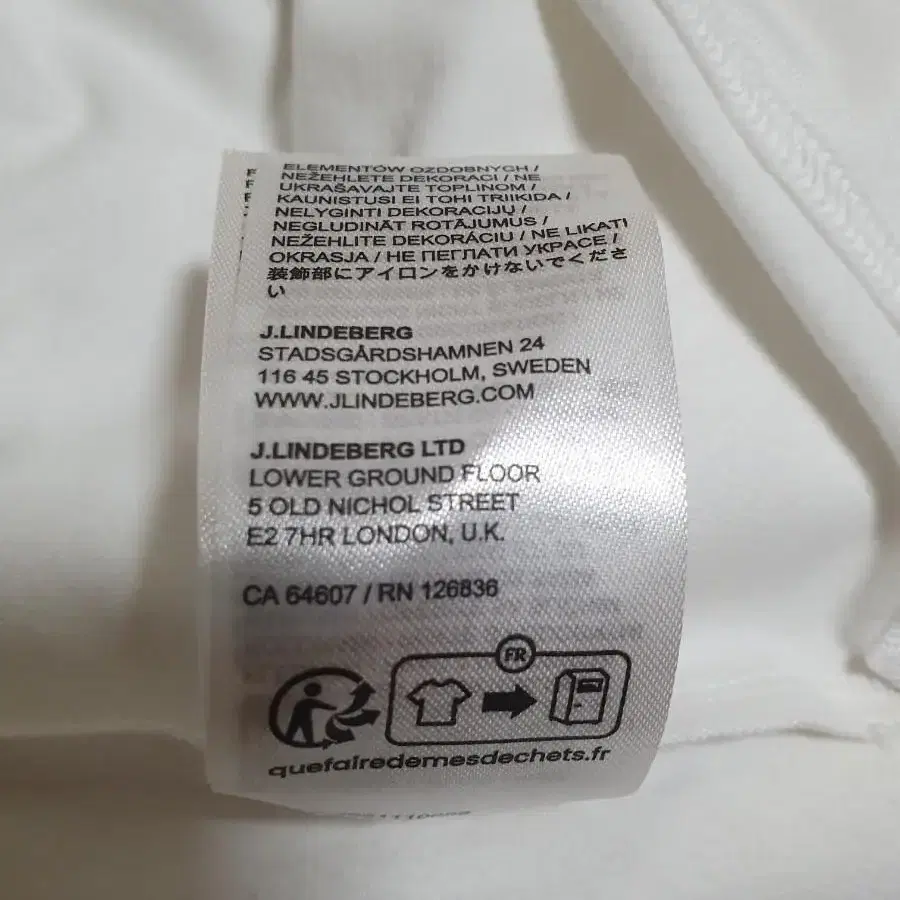 ELEMENTÓW OZDOBNYCH /
NEŽEHLETE DEKORACI / NE
UKRAŠAVAJTE TOPLINOM /
KAUNISTUSI EI TOHI TRIIKIDA /
NELYGINTI DEKORACIJŲ /
NEGLUDINĀT ROTĀJUMUS /
NEŽEHLITE DEKORÁCIU / NE LIKATI
OKRASJA / НЕ ПЕГЛАТИ УКРАСЕ /
装飾部にアイロンをかけないでくださ
い
J.LINDEBERG
STADSGÅRDSHAMNEN 24
116 45 STOCKHOLM, SWEDEN
WWW.JLINDEBERG.COM
J.LINDEBERG LTD
LOWER GROUND FLOOR
5 OLD NICHOL STREET
E2 7HR LONDON, U.K.
CA 64607 / RN 126836
FR
quefairedemesdechets.fr